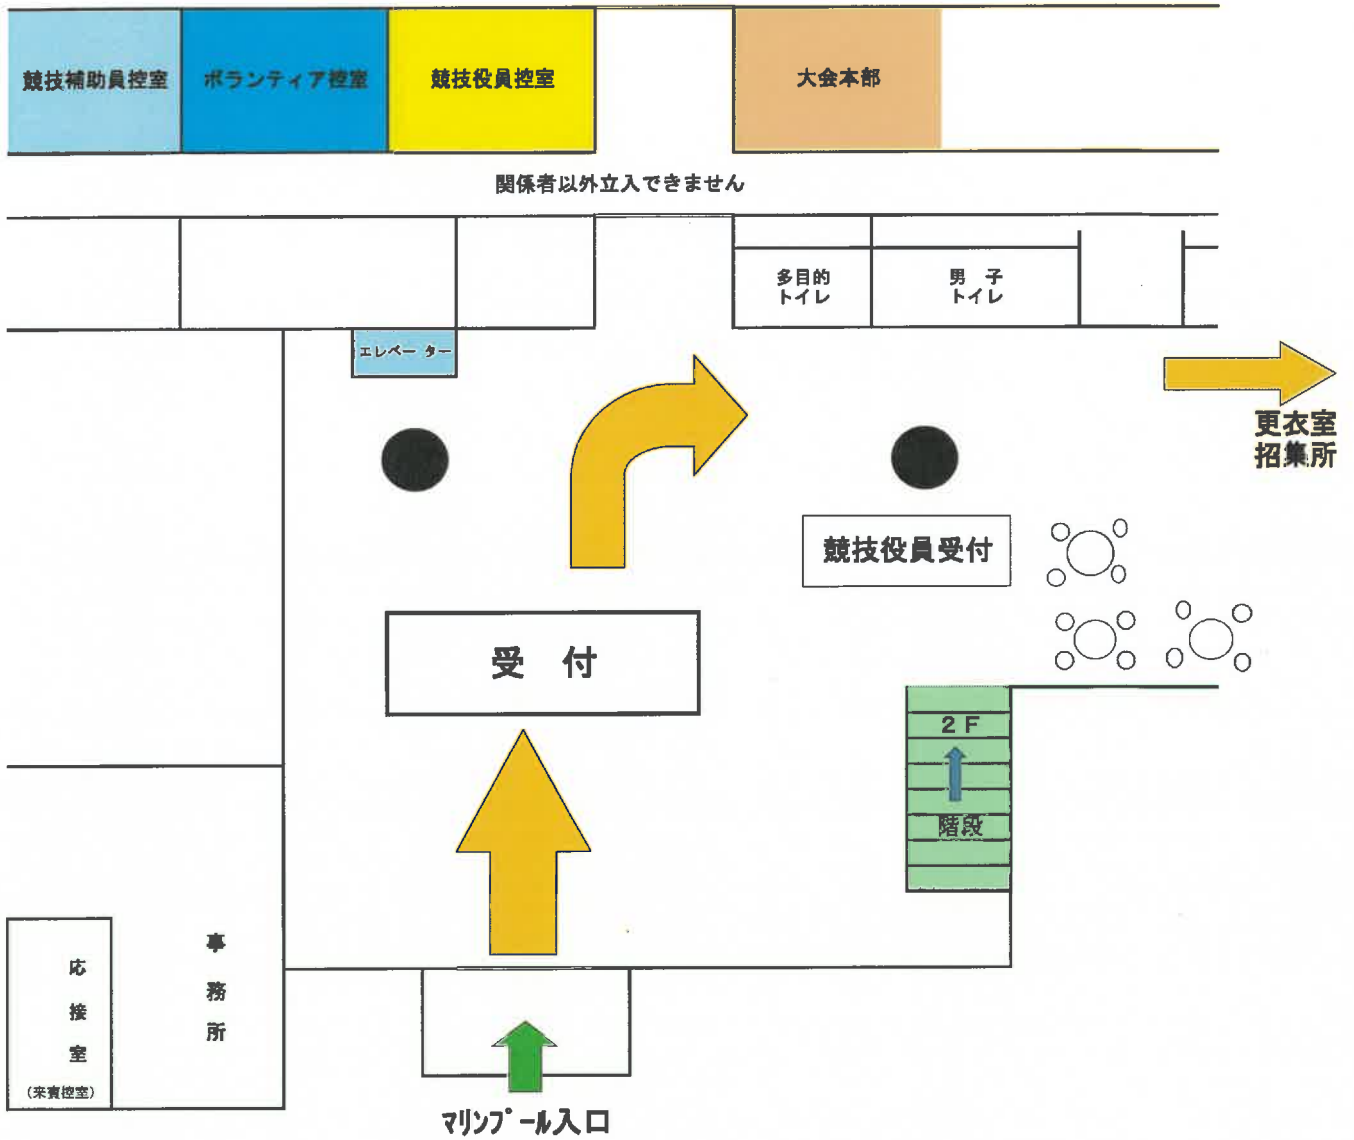 競技補助員控室
ボランティア控室
競技役員控室
大会本部
関係者以外立入できません
多目的
トイレ
男 子
トイレ
エレベーター
更衣室
招集所
競技役員受付
受 付
2F
階段
事務所
応接室
(来賓控室)
マリンプール入口